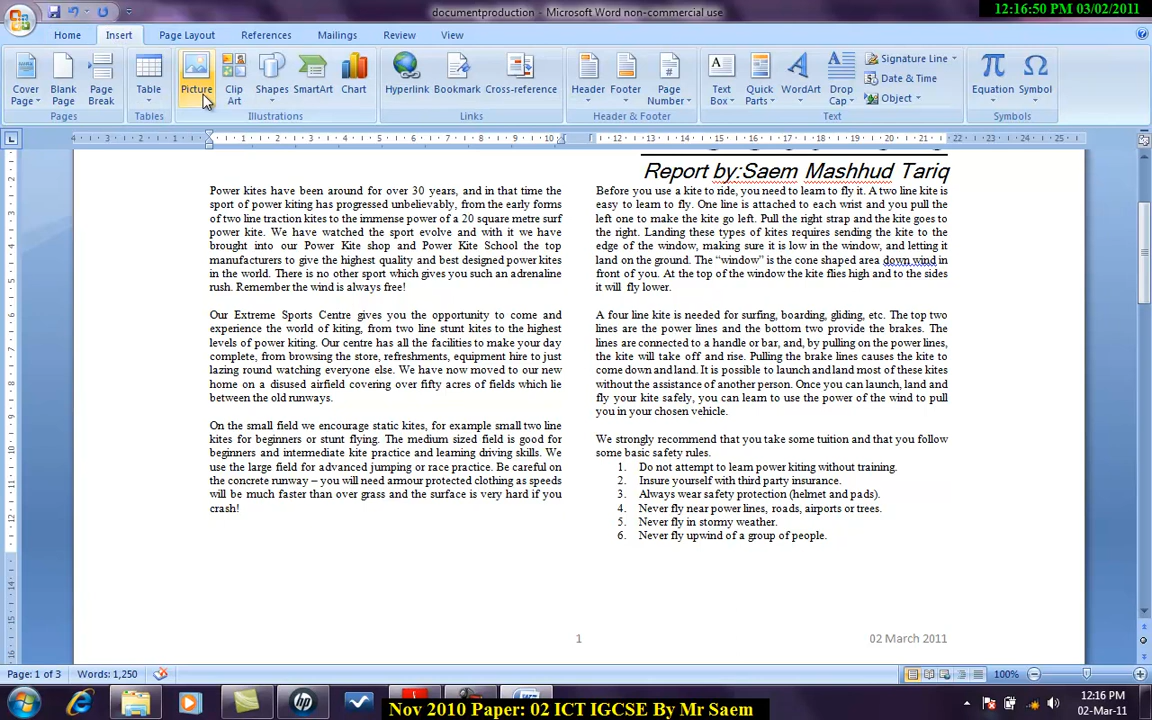 documentproduction - Microsoft Word non-commercial use
12:16:50 PM 03/02/2011
Home Insert Page Layout References Mailings Review View
Cover Page
Blank Page
Page Break
Table
Picture
Clip Art
Shapes
SmartArt
Chart
Hyperlink
Bookmark
Cross-reference
Header
Footer
Page Number
Text Box
Quick Parts
WordArt
Drop Cap
Signature Line
Date & Time
Object
Equation
Symbol
Pages
Tables
Illustrations
Links
Header & Footer
Text
Symbols
Report by:Saem Mashhud Tariq
Power kites have been around for over 30 years, and in that time the
sport of power kiting has progressed unbelievably, from the early forms
of two line traction kites to the immense power of a 20 square metre surf
power kite. We have watched the sport evolve and with it we have
brought into our Power Kite shop and Power Kite School the top
manufacturers to give the highest quality and best designed power kites
in the world. There is no other sport which gives you such an adrenaline
rush. Remember the wind is always free!
Our Extreme Sports Centre gives you the opportunity to come and
experience the world of kiting, from two line stunt kites to the highest
levels of power kiting. Our centre has all the facilities to make your day
complete, from browsing the store, refreshments, equipment hire to just
lazing round watching everyone else. We have now moved to our new
home on a disused airfield covering over fifty acres of fields which lie
between the old runways.
On the small field we encourage static kites, for example small two line
kites for beginners or stunt flying. The medium sized field is good for
beginners and intermediate kite practice and learning driving skills. We
use the large field for advanced jumping or race practice. Be careful on
the concrete runway – you will need armour protected clothing as speeds
will be much faster than over grass and the surface is very hard if you
crash!
Before you use a kite to ride, you need to learn to fly it. A two line kite is
easy to learn to fly. One line is attached to each wrist and you pull the
left one to make the kite go left. Pull the right strap and the kite goes to
the right. Landing these types of kites requires sending the kite to the
edge of the window, making sure it is low in the window, and letting it
land on the ground. The “window” is the cone shaped area down wind in
front of you. At the top of the window the kite flies high and to the sides
it will fly lower.
A four line kite is needed for surfing, boarding, gliding, etc. The top two
lines are the power lines and the bottom two provide the brakes. The
lines are connected to a handle or bar, and, by pulling on the power lines,
the kite will take off and rise. Pulling the brake lines causes the kite to
come down and land. It is possible to launch and land most of these kites
without the assistance of another person. Once you can launch, land and
fly your kite safely, you can learn to use the power of the wind to pull
you in your chosen vehicle.
We strongly recommend that you take some tuition and that you follow
some basic safety rules.
1. Do not attempt to learn power kiting without training.
2. Insure yourself with third party insurance.
3. Always wear safety protection (helmet and pads).
4. Never fly near power lines, roads, airports or trees.
5. Never fly in stormy weather.
6. Never fly upwind of a group of people.
1
02 March 2011
Page: 1 of 3 Words: 1,250
100%
Nov 2010 Paper: 02 ICT IGCSE By Mr Saem
12:16 PM
02-Mar-11